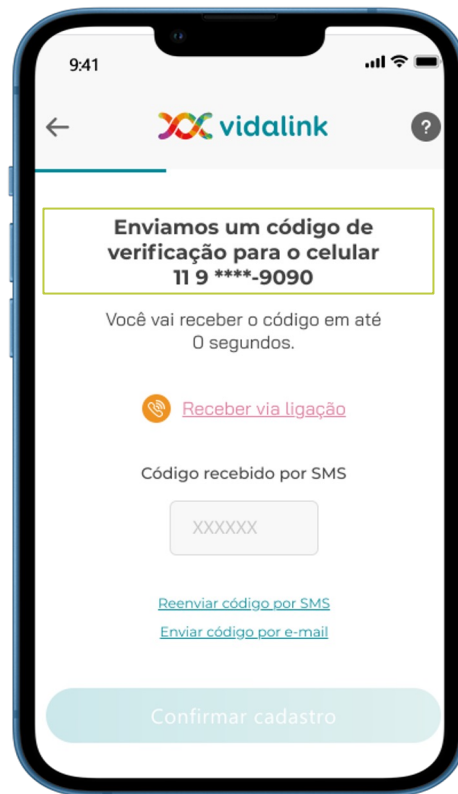 9:41
vidalink
?
Enviamos um código de
verificação para o celular
11 9 ****-9090
Você vai receber o código em até
0 segundos.
Receber via ligação
Código recebido por SMS
XXXXXX
Reenviar código por SMS
Enviar código por e-mail
Confirmar cadastro